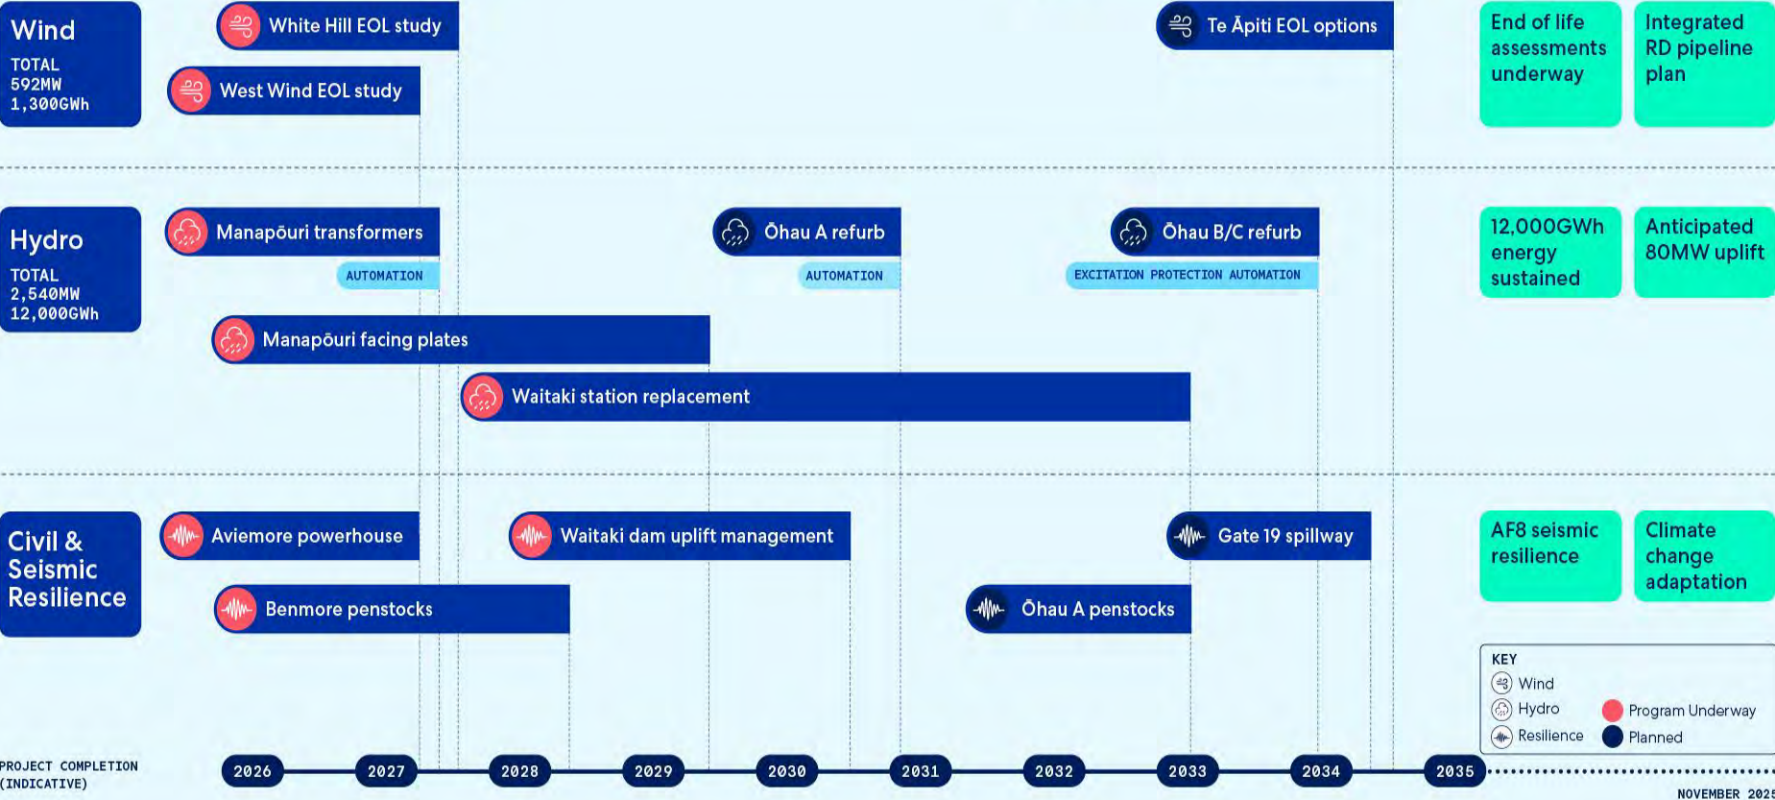 Wind
TOTAL
592MW
1,300GWh
White Hill EOL study
West Wind EOL study
Te Āpiti EOL options
End of life
assessments
underway
Integrated
RD pipeline
plan
Hydro
TOTAL
2,540MW
12,000GWh
Manapōuri transformers
AUTOMATION
Ōhau A refurb
AUTOMATION
Ōhau B/C refurb
EXCITATION PROTECTION AUTOMATION
Manapōuri facing plates
Waitaki station replacement
12,000GWh
energy
sustained
Anticipated
80MW uplift
Civil &
Seismic
Resilience
Aviemore powerhouse
Waitaki dam uplift management
Gate 19 spillway
Benmore penstocks
Ōhau A penstocks
AF8 seismic
resilience
Climate
change
adaptation
KEY
Wind
Hydro
Resilience
Program Underway
Planned
PROJECT COMPLETION
(INDICATIVE)
2026
2027
2028
2029
2030
2031
2032
2033
2034
2035
NOVEMBER 2025